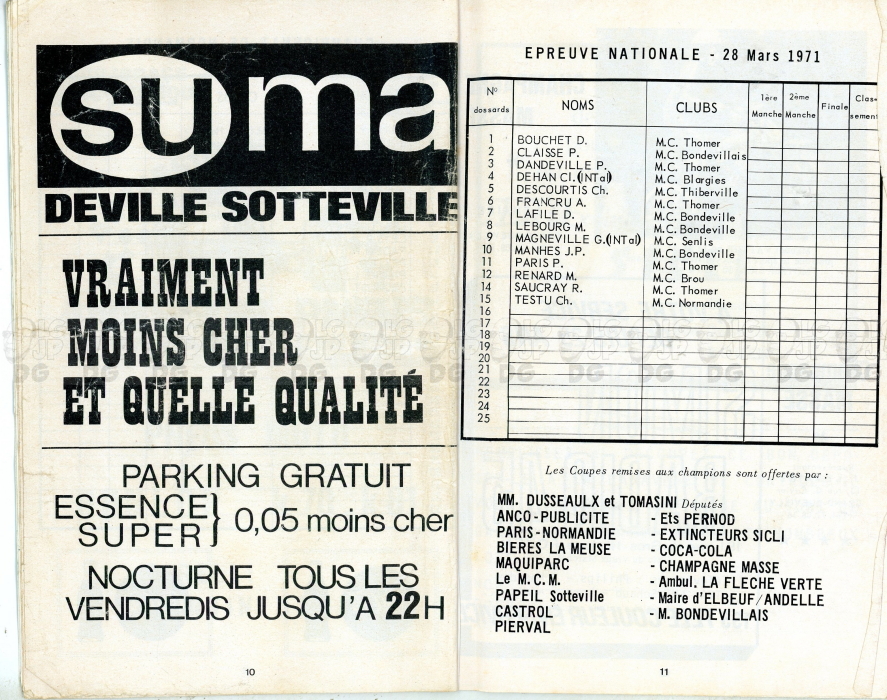 suma
DEVILLE SOTTEVILLE
VRAIMENT
MOINS CHER
ET QUELLE QUALITÉ
PARKING GRATUIT
ESSENCE
SUPER } 0,05 moins cher
NOCTURNE TOUS LES
VENDREDIS JUSQU'A 22H
10
EPREUVE NATIONALE - 28 Mars 1971
N° dossards NOMS CLUBS 1ère Manche 2ème Manche Finale Clas-sement
1 BOUCHET D. M.C. Thomer
2 CLAISSE P. M.C. Bondevillais
3 DANDEVILLE P. M.C. Thomer
4 DEHAN Cl. (INTal) M.C. Blargies
5 DESCOURTIS Ch. M.C. Thiberville
6 FRANCRU A. M.C. Thomer
7 LAFILE D. M.C. Bondeville
8 LEBOURG M. M.C. Bondeville
9 MAGNEVILLE G. (INTal) M.C. Senlis
10 MANHES J.P. M.C. Bondeville
11 PARIS P. M.C. Thomer
12 RENARD M. M.C. Brou
14 SAUCRAY R. M.C. Thomer
15 TESTU Ch. M.C. Normandie
16
17
18
19
20
21
22
23
24
25
Les Coupes remises aux champions sont offertes par :
MM. DUSSEAULX et TOMASINI Députés
ANCO-PUBLICITE - Ets PERNOD
PARIS-NORMANDIE - EXTINCTEURS SICLI
BIERES LA MEUSE - COCA-COLA
MAQUIPARC - CHAMPAGNE MASSE
Le M.C.M. - Ambul. LA FLECHE VERTE
PAPEIL Sotteville - Maire d'ELBEUF/ANDELLE
CASTROL - M. BONDEVILLAIS
PIERVAL
11